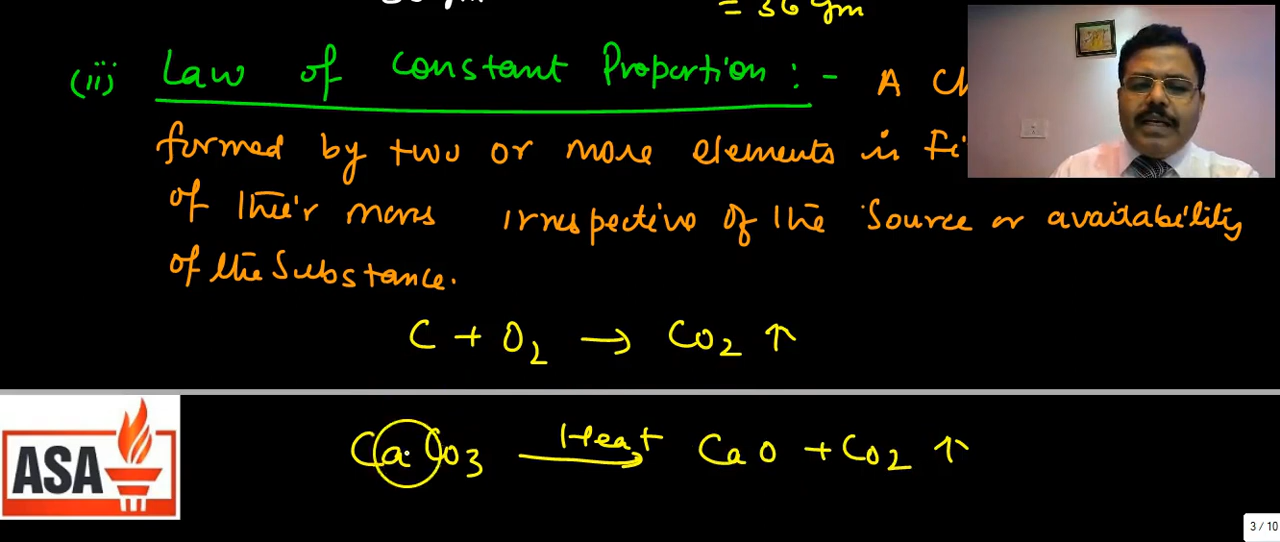 = 36 gm
(ii) Law of constant Proportion : - A Ch
formed by two or more elements in Fi
of their mass irrespective of the Source or availability
of the Substance.
C + O2 → CO2 ↑
CaCO3 Heat→ CaO + CO2 ↑
ASA
3 / 10